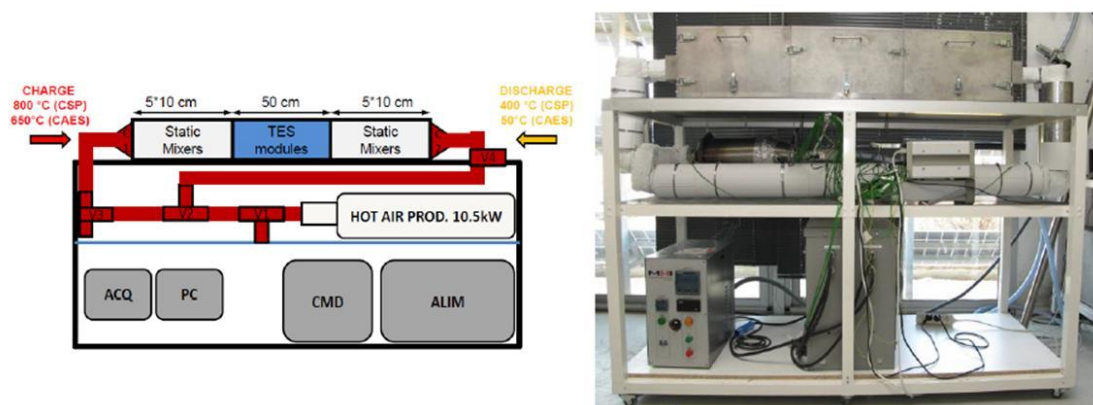 CHARGE
800 °C (CSP)
650°C (CAES)
5*10 cm
50 cm
5*10 cm
DISCHARGE
400 °C (CSP)
50°C (CAES)
Static
Mixers
TES
modules
Static
Mixers
V4
V3
V2
V1
HOT AIR PROD. 10.5kW
ACQ
PC
CMD
ALIM